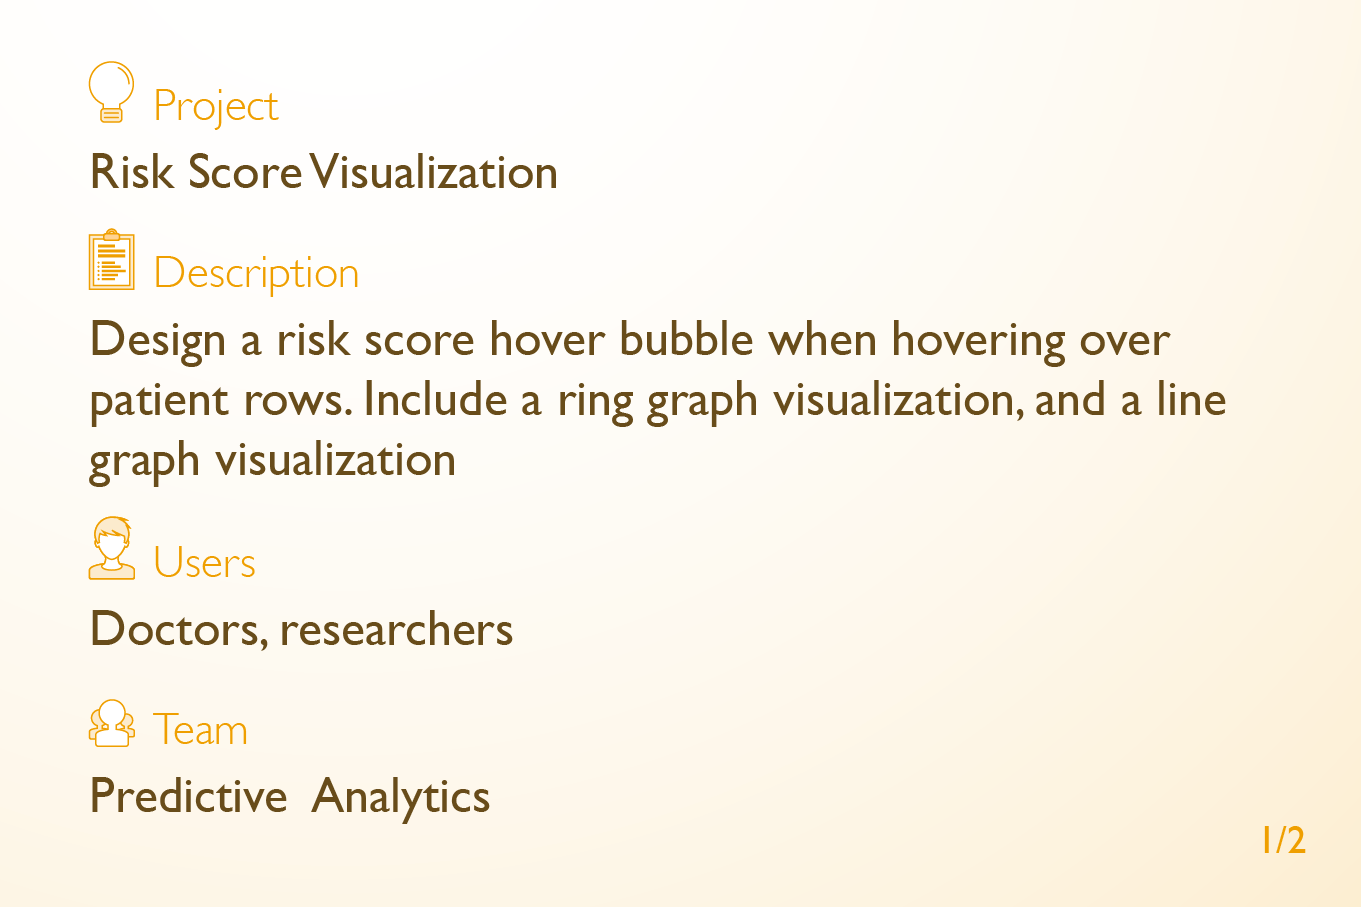 Project
Risk Score Visualization
Description
Design a risk score hover bubble when hovering over
patient rows. Include a ring graph visualization, and a line
graph visualization
Users
Doctors, researchers
Team
Predictive Analytics
1/2